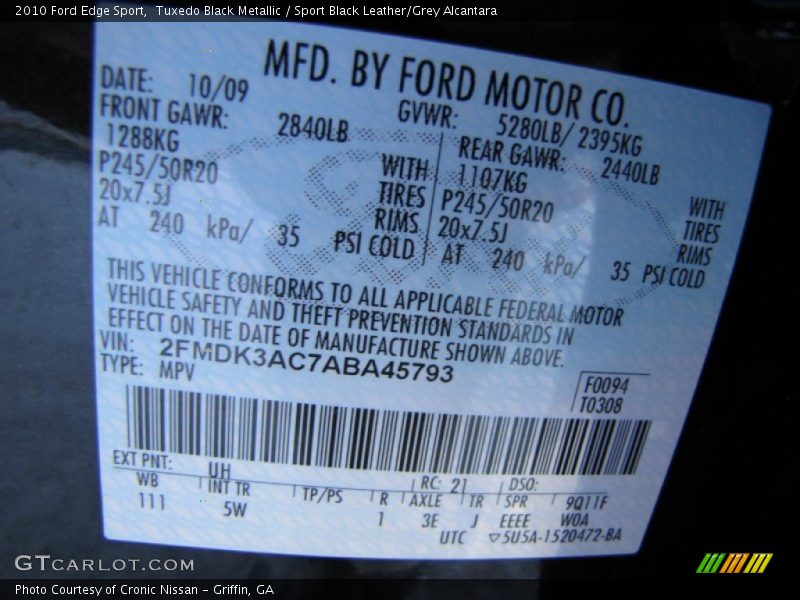 2010 Ford Edge Sport,  Tuxedo Black Metallic / Sport Black Leather/Grey Alcantara
MFD. BY FORD MOTOR CO.
DATE: 10/09 GVWR: 5280LB/ 2395KG
FRONT GAWR: 2840LB REAR GAWR: 2440LB
1288KG WITH 1107KG WITH
P245/50R20 TIRES P245/50R20 TIRES
20x7.5J RIMS 20x7.5J RIMS
AT 240 kPa/ 35 PSI COLD AT 240 kPa/ 35 PSI COLD
THIS VEHICLE CONFORMS TO ALL APPLICABLE FEDERAL MOTOR
VEHICLE SAFETY AND THEFT PREVENTION STANDARDS IN
EFFECT ON THE DATE OF MANUFACTURE SHOWN ABOVE.
VIN: 2FMDK3AC7ABA45793
TYPE: MPV F0094
T0308
EXT PNT: UH RC: 21 DSO:
WB INT TR TP/PS R AXLE TR SPR 9Q11F
111 5W 1 3E J EEEE WOA
UTC ▽5U5A-1520472-BA
GTCARLOT.COM
Photo Courtesy of Cronic Nissan - Griffin, GA